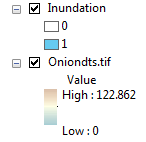 Inundation
0
1
Oniondts.tif
Value
High : 122.862
Low : 0